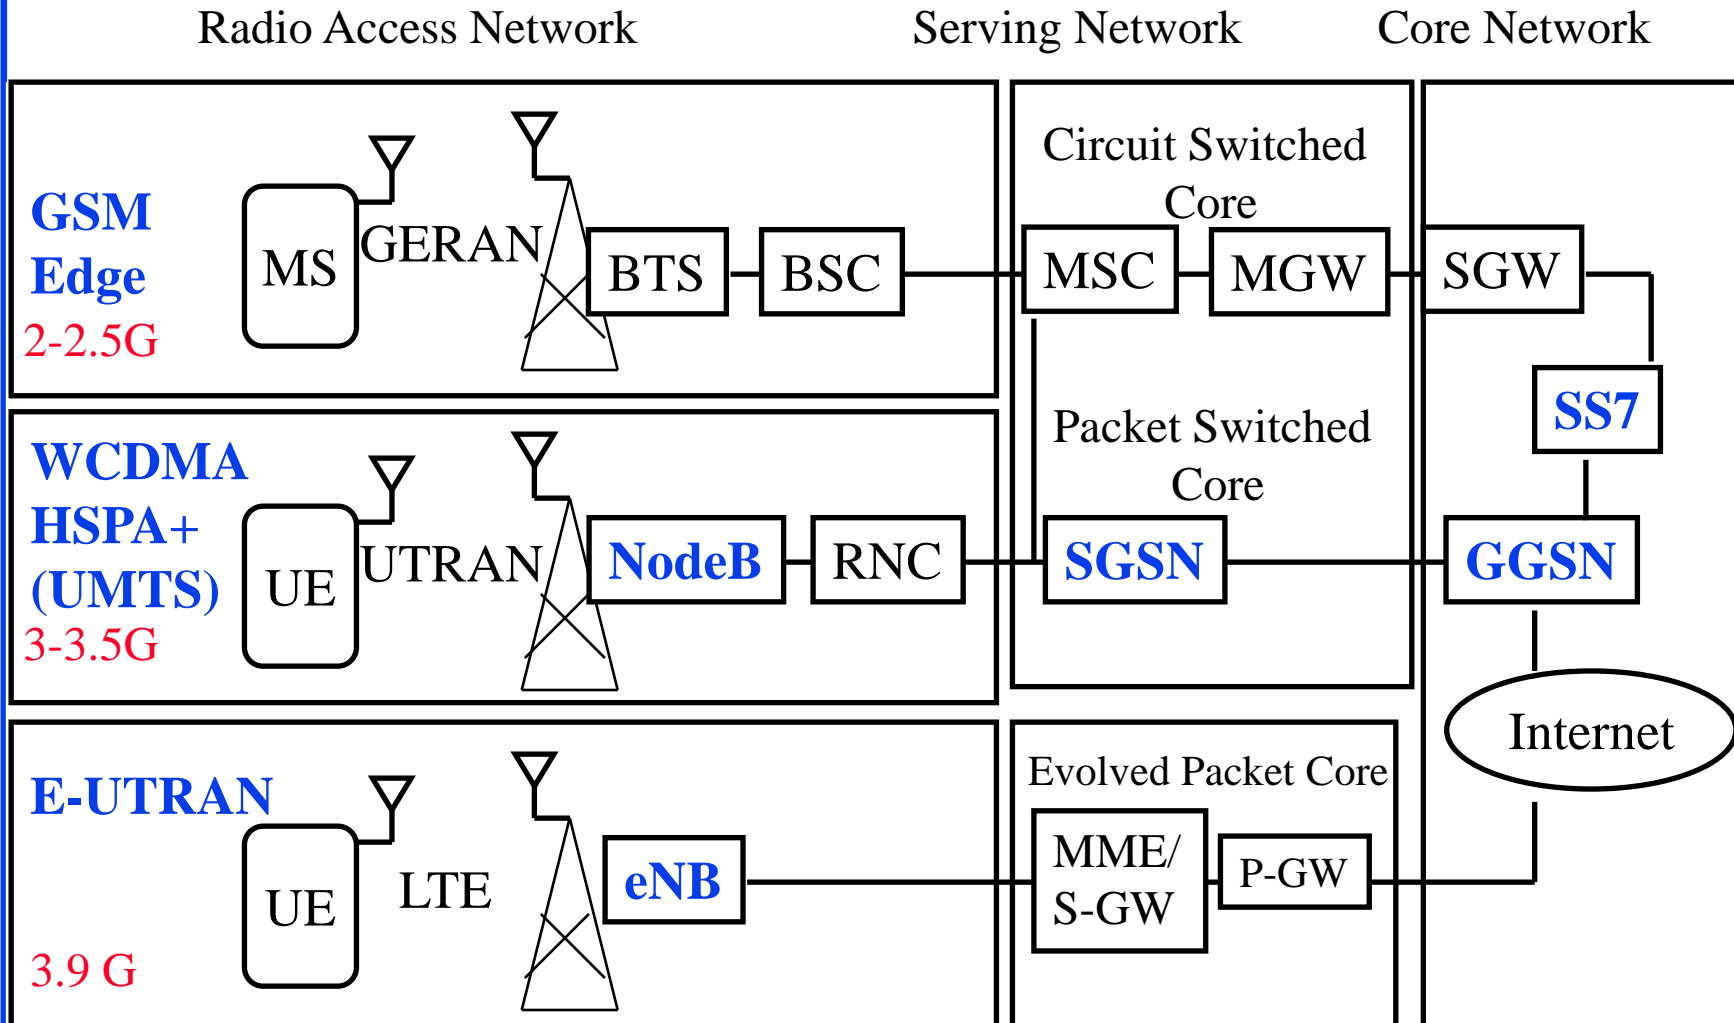 Radio Access Network
Serving Network
Core Network
GSM
Edge
2-2.5G
MS
GERAN
BTS
BSC
Circuit Switched
Core
MSC
MGW
SGW
SS7
WCDMA
HSPA+
(UMTS)
3-3.5G
UE
UTRAN
NodeB
RNC
Packet Switched
Core
SGSN
GGSN
Internet
E-UTRAN
3.9 G
UE
LTE
eNB
Evolved Packet Core
MME/
S-GW
P-GW